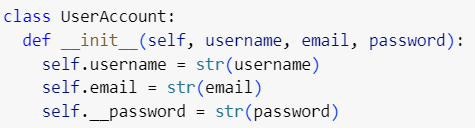 class UserAccount:
  def __init__(self, username, email, password):
    self.username = str(username)
    self.email = str(email)
    self.__password = str(password)